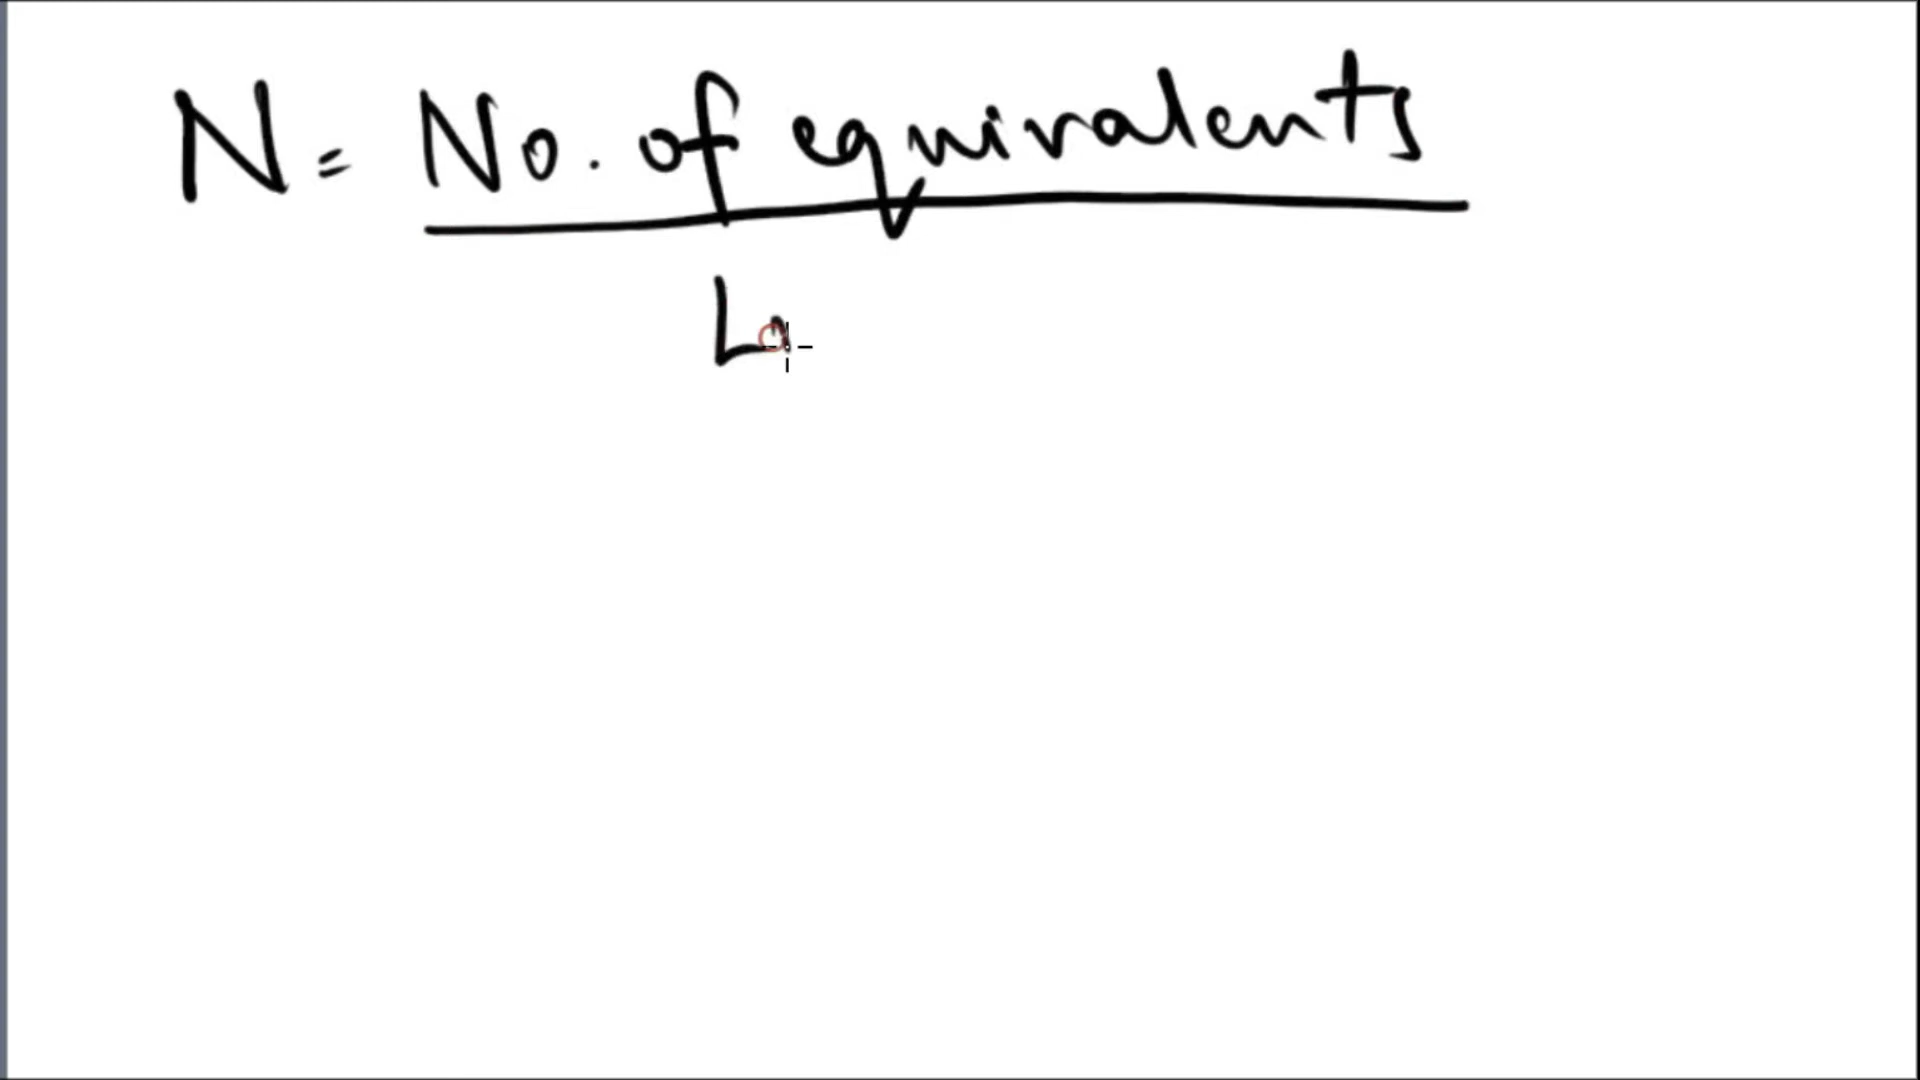 N = No. of equivalents
L